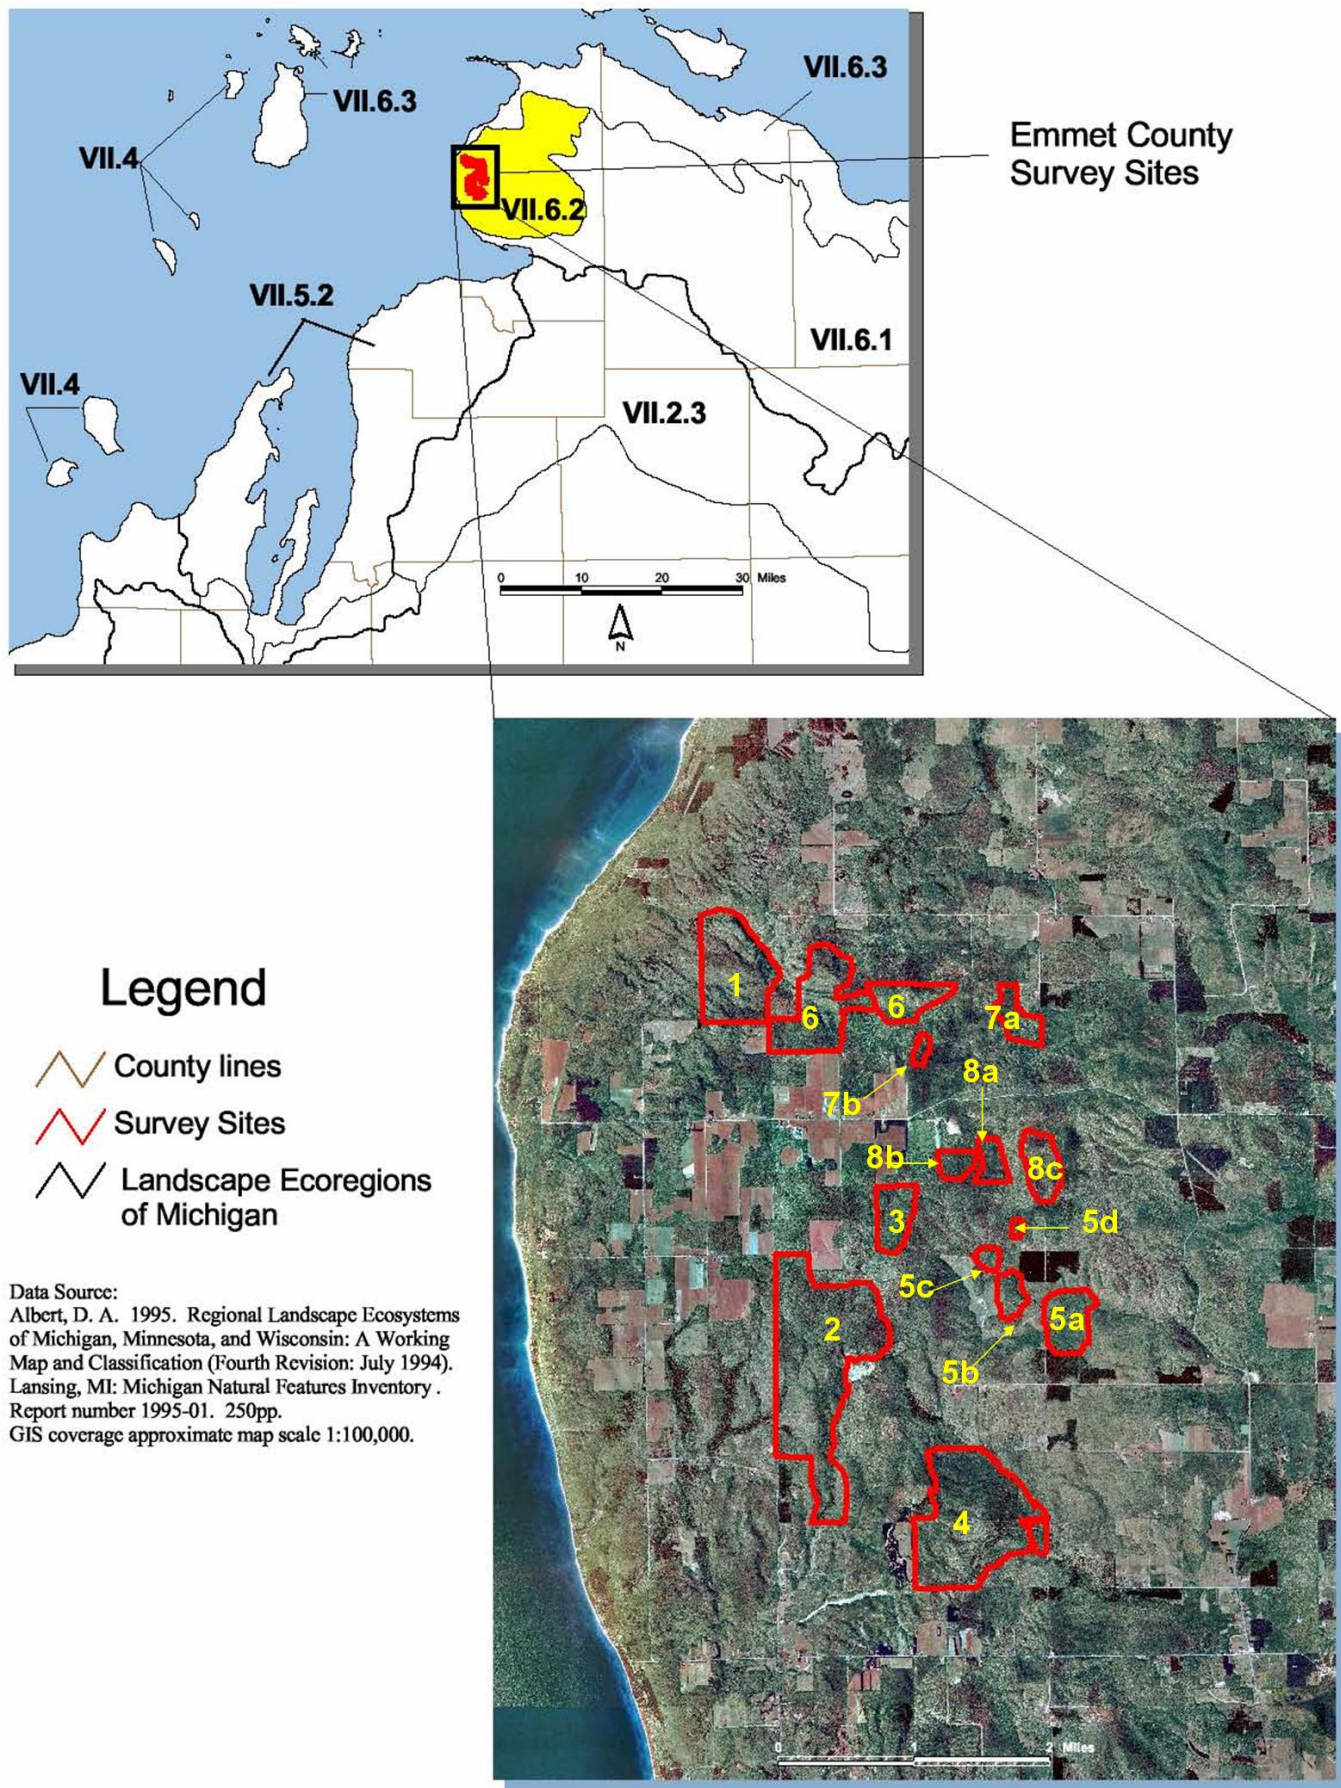 VII.6.3
VII.6.3
VII.4
Emmet County
Survey Sites
VII.6.2
VII.5.2
VII.6.1
VII.4
VII.2.3
0 10 20 30 Miles
N
1
6
6
7a
7b
8a
8b
8c
3
5d
5c
2
5a
5b
4
0 1 2 Miles
Legend
County lines
Survey Sites
Landscape Ecoregions
of Michigan
Data Source:
Albert, D. A. 1995. Regional Landscape Ecosystems
of Michigan, Minnesota, and Wisconsin: A Working
Map and Classification (Fourth Revision: July 1994).
Lansing, MI: Michigan Natural Features Inventory .
Report number 1995-01. 250pp.
GIS coverage approximate map scale 1:100,000.